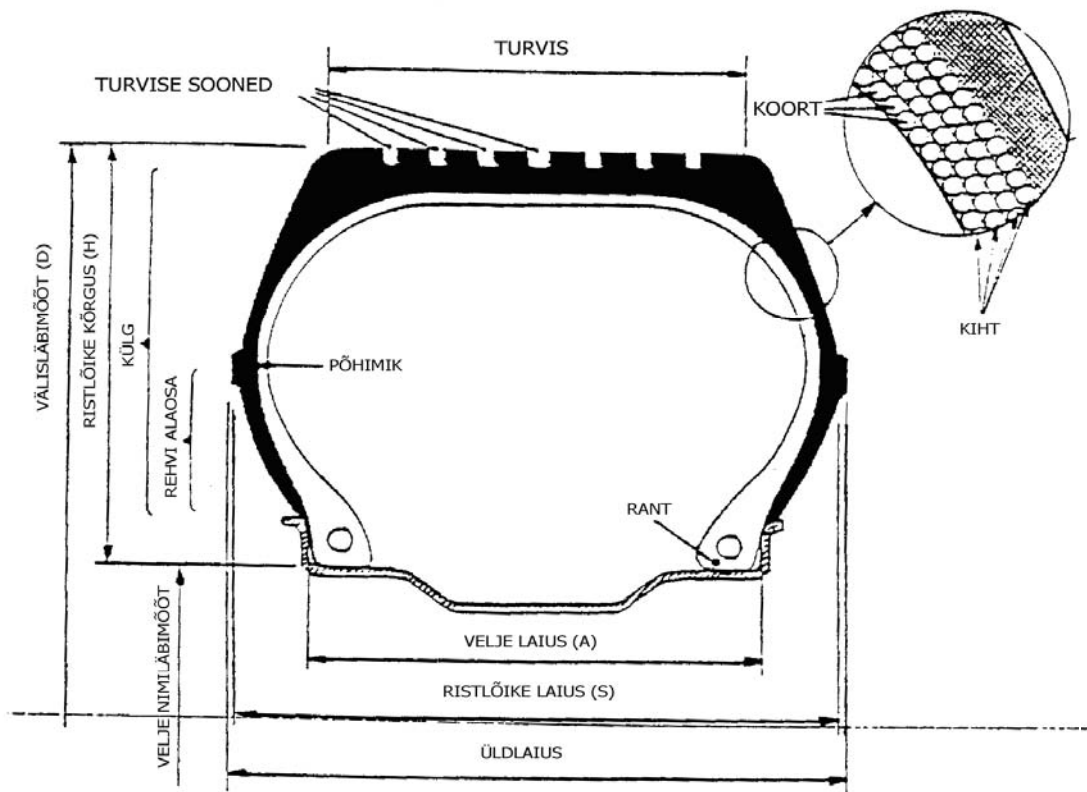 TURVIS
TURVISE SOONED
KOORT
KIHT
VÄLISLÄBIMÕÕT (D)
RISTLÕIKE KÕRGUS (H)
KÜLG
REHVI ALAOSA
PÕHIMIK
RANT
VELJE NIMILÄBIMÕÕT
VELJE LAIUS (A)
RISTLÕIKE LAIUS (S)
ÜLDLAIUS